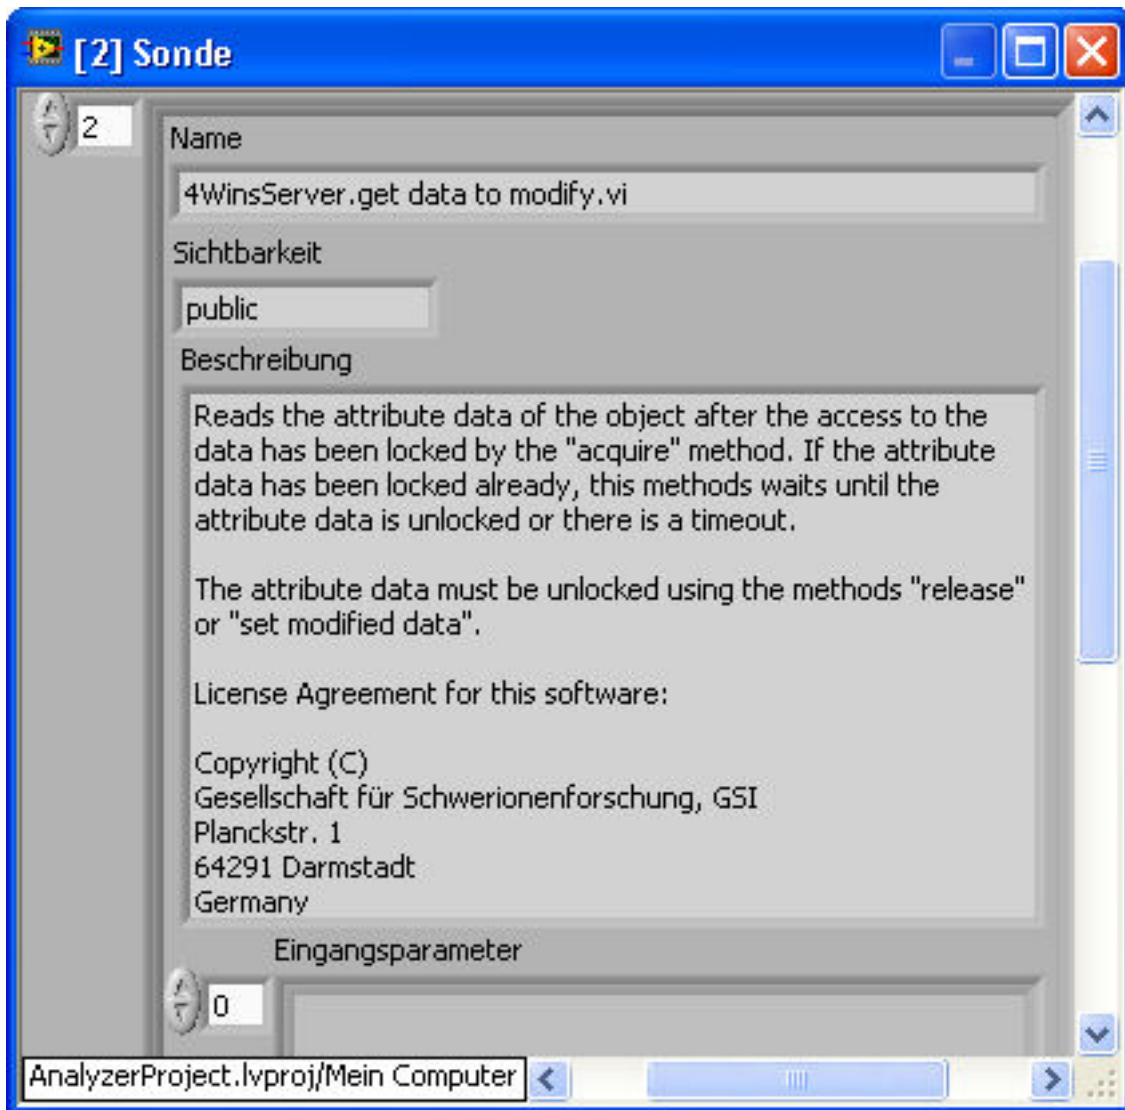 [2] Sonde
2
Name
4WinsServer.get data to modify.vi
Sichtbarkeit
public
Beschreibung
Reads the attribute data of the object after the access to the
data has been locked by the "acquire" method. If the attribute
data has been locked already, this methods waits until the
attribute data is unlocked or there is a timeout.
The attribute data must be unlocked using the methods "release"
or "set modified data".
License Agreement for this software:
Copyright (C)
Gesellschaft für Schwerionenforschung, GSI
Planckstr. 1
64291 Darmstadt
Germany
Eingangsparameter
0
AnalyzerProject.lvproj/Mein Computer